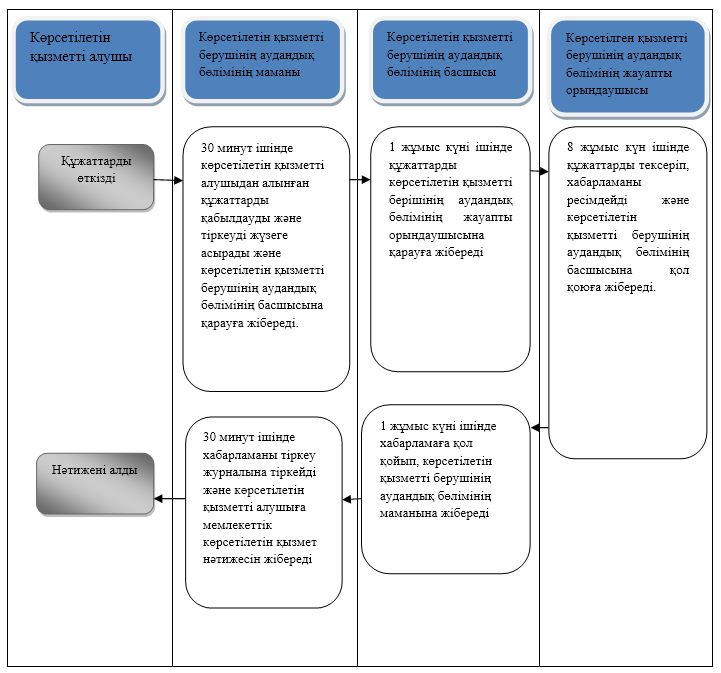 Көрсетілетін
қызметті алушы
Көрсетілетін қызметті
берушінің аудандық
бөлімінің маманы
Көрсетілетін қызметті
берушінің аудандық
бөлімінің басшысы
Көрсетілген қызметті
берушінің аудандық
бөлімінің жауапты
орындаушысы
Құжаттарды
өткізді
30 минут ішінде
көрсетілетін қызметті
алушыдан алынған
құжаттарды
қабылдауды және
тіркеуді жүзеге
асырады және
көрсетілетін қызметті
берушінің аудандық
бөлімінің басшысына
қарауға жібереді.
1 жұмыс күні ішінде
құжаттарды
көрсетілетін қызметті
берішінің аудандық
бөлімінің жауапты
орындаушысына
қарауға жібереді
8 жұмыс күн ішінде
құжаттарды тексеріп,
хабарламаны
ресімдейді және
көрсетілетін
қызметті берушінің
аудандық бөлімінің
басшысына қол
қоюға жібереді.
1 жұмыс күні ішінде
хабарламаға қол
қойып, көрсетілетін
қызметті берушінің
аудандық бөлімінің
маманына жібереді
30 минут ішінде
хабарламаны тіркеу
журналына тіркейді
және көрсетілетін
қызметті алушыға
мемлекеттік
көрсетілетін қызмет
нәтижесін жібереді
Нәтижені алды